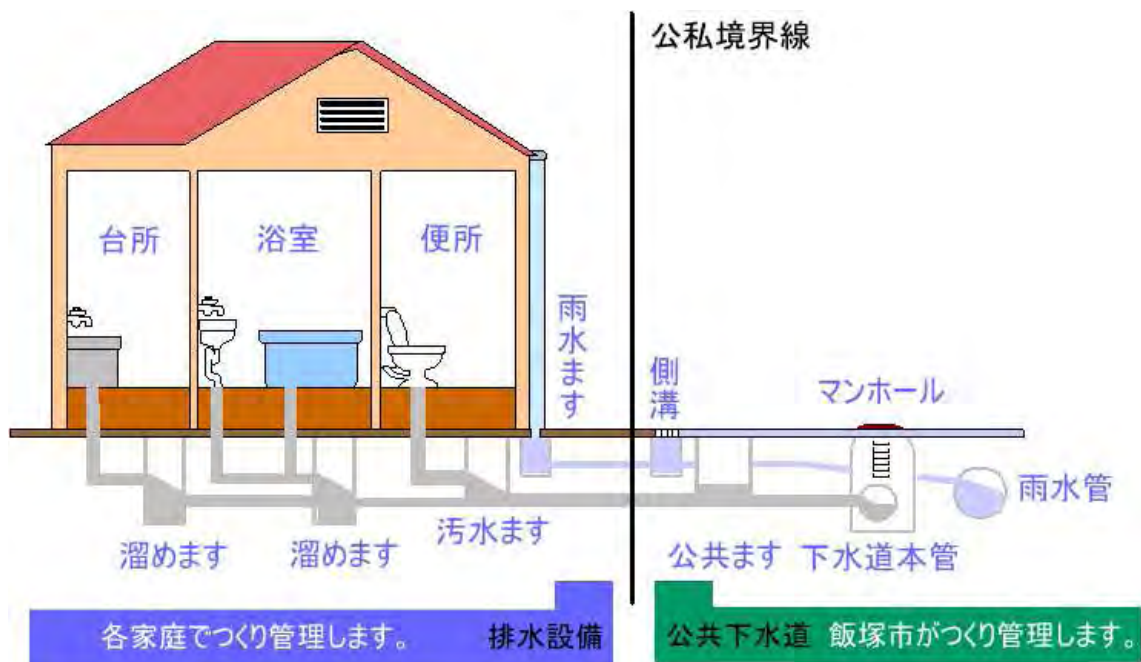 公私境界線
台所
浴室
便所
雨水ます
側溝
マンホール
雨水管
溜めます
溜めます
汚水ます
公共ます
下水道本管
各家庭でつくり管理します。 排水設備
公共下水道 飯塚市がつくり管理します。